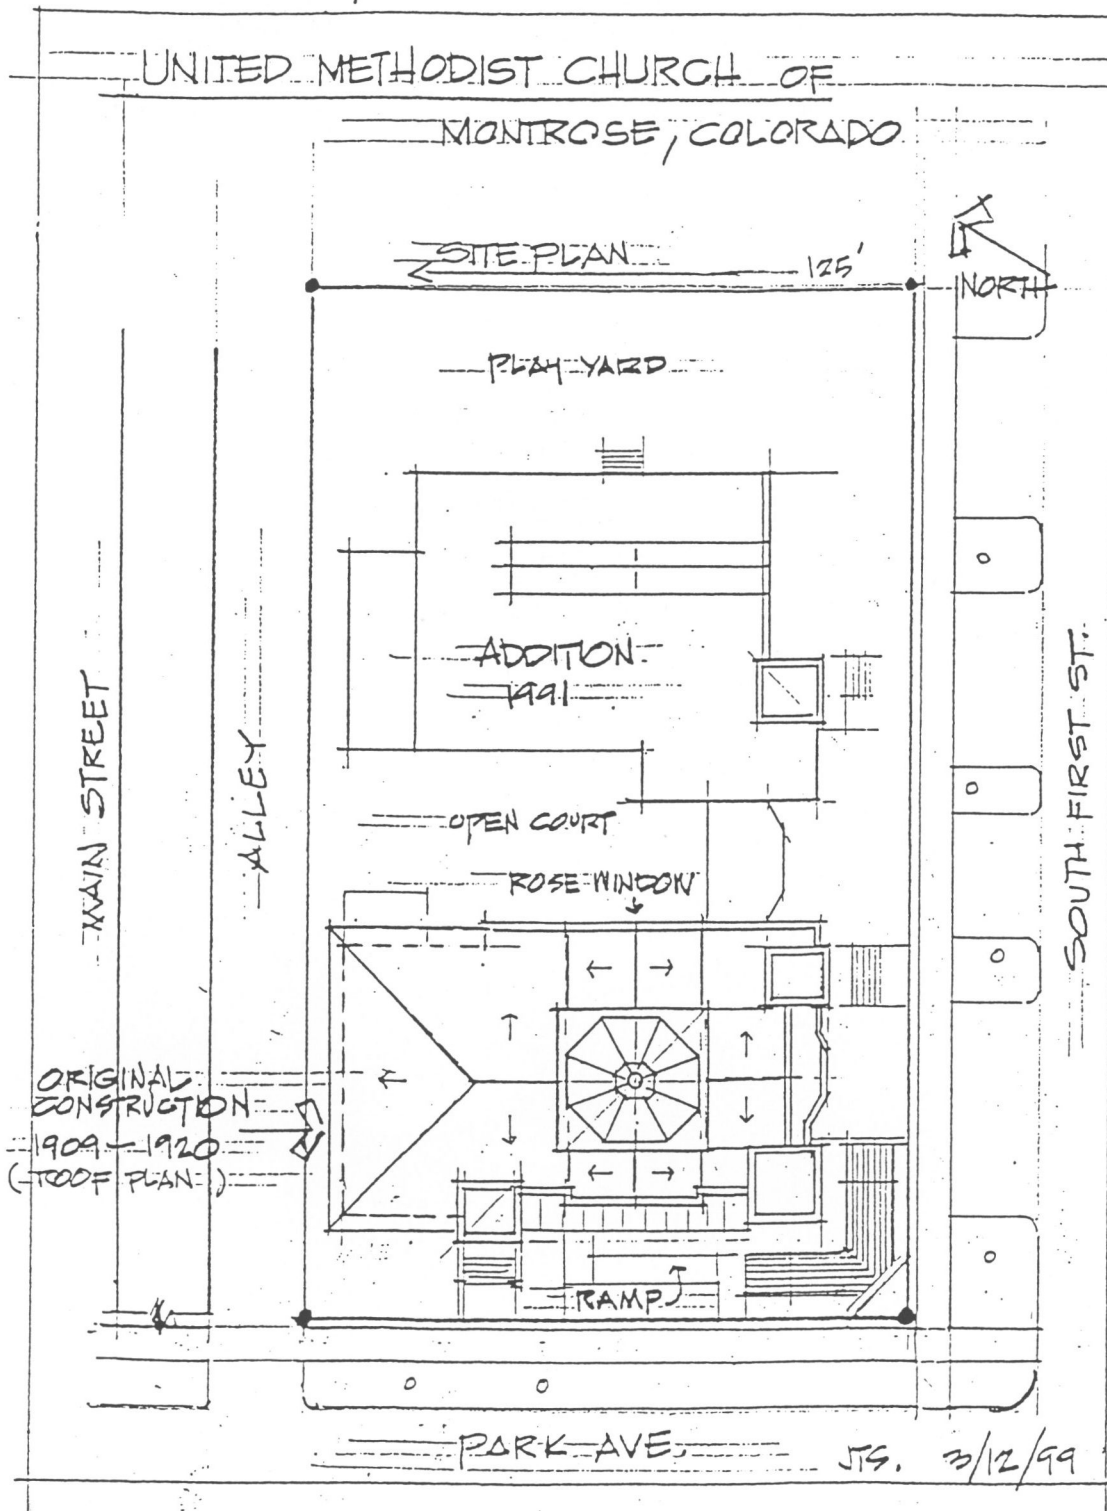 UNITED METHODIST CHURCH OF
MONTROSE, COLORADO
SITE PLAN
125'
NORTH
PLAY YARD
ADDITION
1991
MAIN STREET
ALLEY
SOUTH FIRST ST.
OPEN COURT
ROSE WINDOW
ORIGINAL
CONSTRUCTION
1909-1920
(ROOF PLAN)
RAMP
PARK AVE.
JTS. 3/12/99